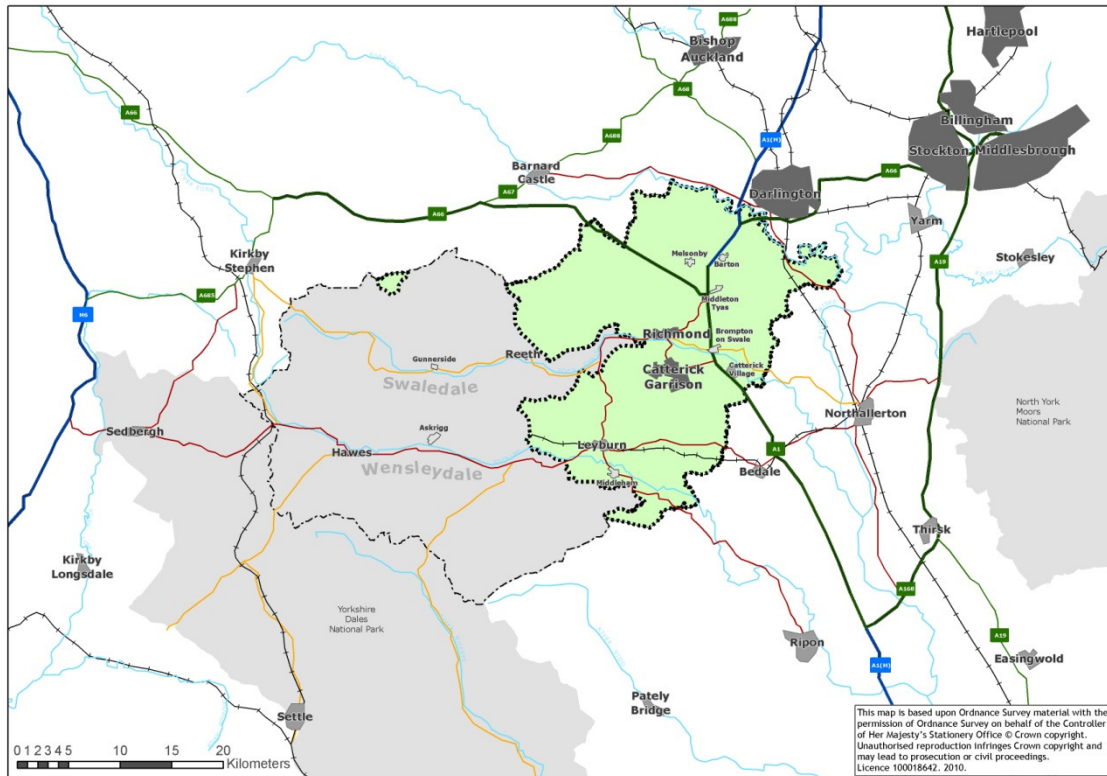 A688
Hartlepool
Bishop
Auckland
A68
A66
Billingham
A688
A1(M)
Stockton
Middlesbrough
Barnard
Castle
A66
A67
Darlington
A66
Yarm
Kirkby
Stephen
Melsonby
Barton
Stokesley
A19
A685
Middleton
Tyas
M6
Richmond
Brompton
on Swale
Reeth
Gunnerside
Catterick
Garrison
Catterick
Village
Swaledale
North York
Moors
National Park
Northallerton
Sedbergh
Askrigg
Leyburn
Hawes
A1
Wensleydale
Bedale
Middleham
Thirsk
Kirkby
Longsdale
A168
Yorkshire
Dales
National Park
Ripon
A19
A1(M)
Easingwold
Pately
Bridge
Settle
This map is based upon Ordnance Survey material with the
permission of Ordnance Survey on behalf of the Controller
of Her Majesty's Stationery Office © Crown copyright.
Unauthorised reproduction infringes Crown copyright and
may lead to prosecution or civil proceedings.
Licence 100018642. 2010.
0 1 2 3 4 5 10 15 20
Kilometers